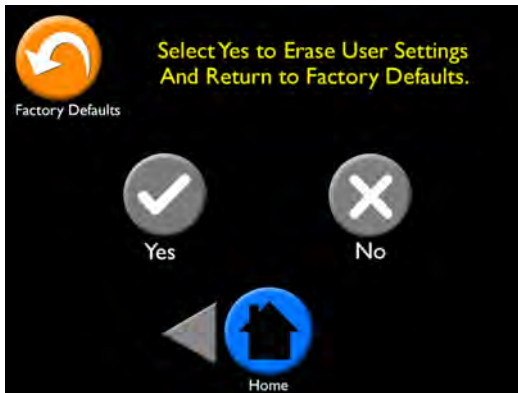 Select Yes to Erase User Settings
And Return to Factory Defaults.
Factory Defaults
Yes
No
Home